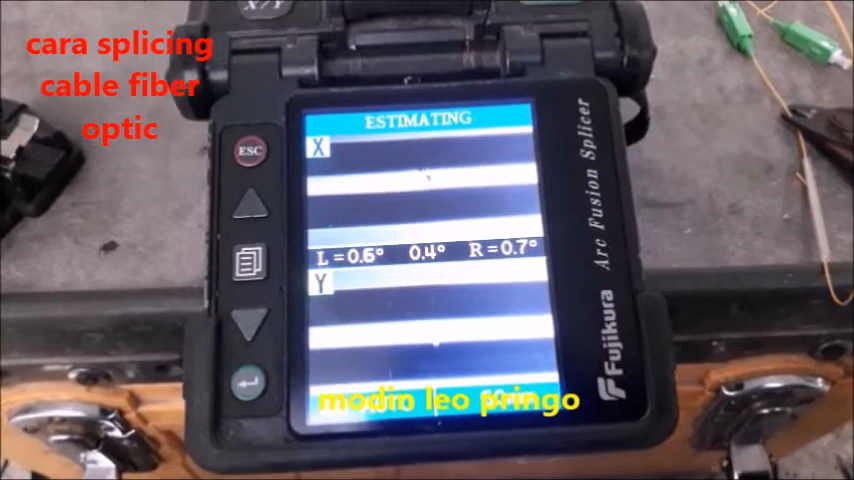 X/Y
cara splicing
cable fiber
optic
ESTIMATING
ESC
X
L=0.6° 0.4° R=0.7°
Y
modin leo pringo
Arc Fusion Splicer
Fujikura